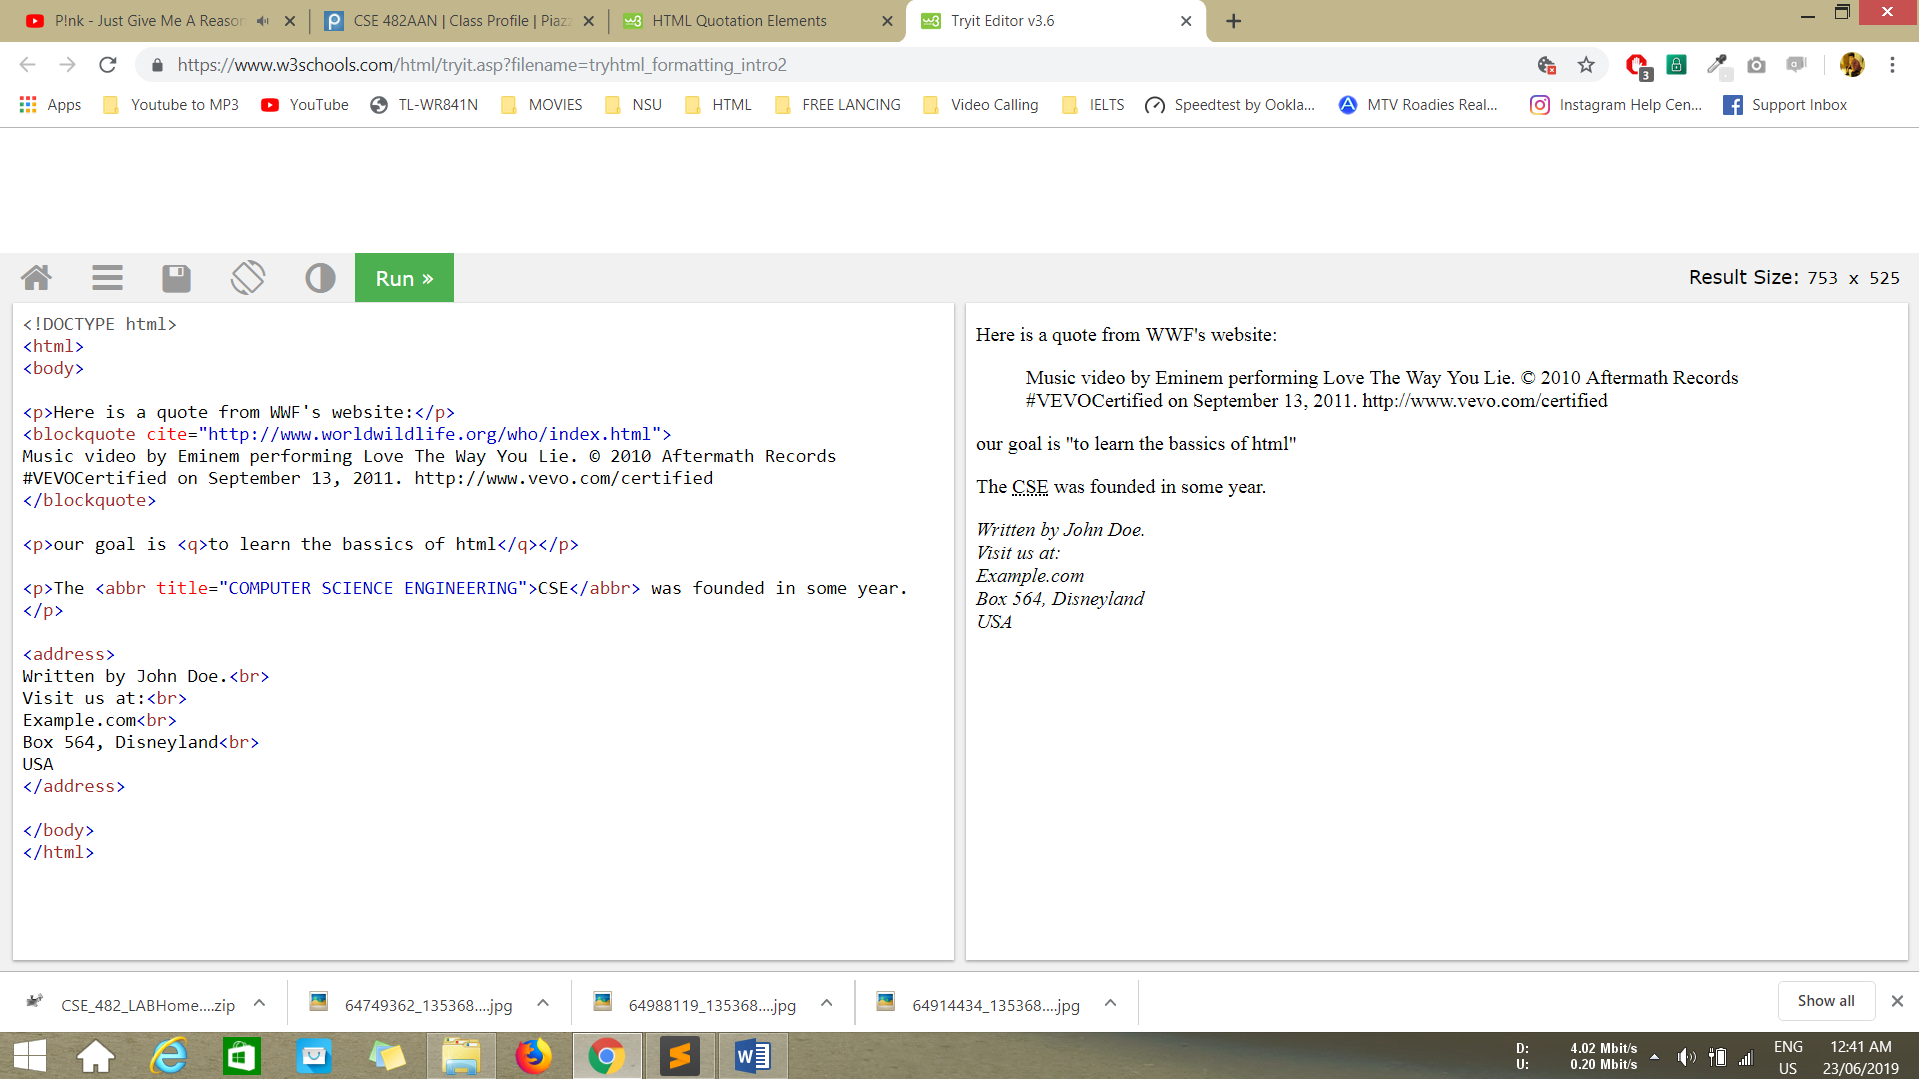 P!nk - Just Give Me A Reason
CSE 482AAN | Class Profile | Piazz
HTML Quotation Elements
Tryit Editor v3.6
https://www.w3schools.com/html/tryit.asp?filename=tryhtml_formatting_intro2
3
Apps
Youtube to MP3
YouTube
TL-WR841N
MOVIES
NSU
HTML
FREE LANCING
Video Calling
IELTS
Speedtest by Ookla...
MTV Roadies Real...
Instagram Help Cen...
Support Inbox
Run »
Result Size: 753 x 525
<!DOCTYPE html>
<html>
<body>
<p>Here is a quote from WWF's website:</p>
<blockquote cite="http://www.worldwildlife.org/who/index.html">
Music video by Eminem performing Love The Way You Lie. © 2010 Aftermath Records
#VEVOCertified on September 13, 2011. http://www.vevo.com/certified
</blockquote>
<p>our goal is <q>to learn the bassics of html</q></p>
<p>The <abbr title="COMPUTER SCIENCE ENGINEERING">CSE</abbr> was founded in some year.
</p>
<address>
Written by John Doe.<br>
Visit us at:<br>
Example.com<br>
Box 564, Disneyland<br>
USA
</address>
</body>
</html>
Here is a quote from WWF's website:
Music video by Eminem performing Love The Way You Lie. © 2010 Aftermath Records
#VEVOCertified on September 13, 2011. http://www.vevo.com/certified
our goal is "to learn the bassics of html"
The CSE was founded in some year.
Written by John Doe.
Visit us at:
Example.com
Box 564, Disneyland
USA
CSE_482_LABHome....zip
64749362_135368....jpg
64988119_135368....jpg
64914434_135368....jpg
Show all
D: 4.02 Mbit/s
U: 0.20 Mbit/s
ENG
US
12:41 AM
23/06/2019